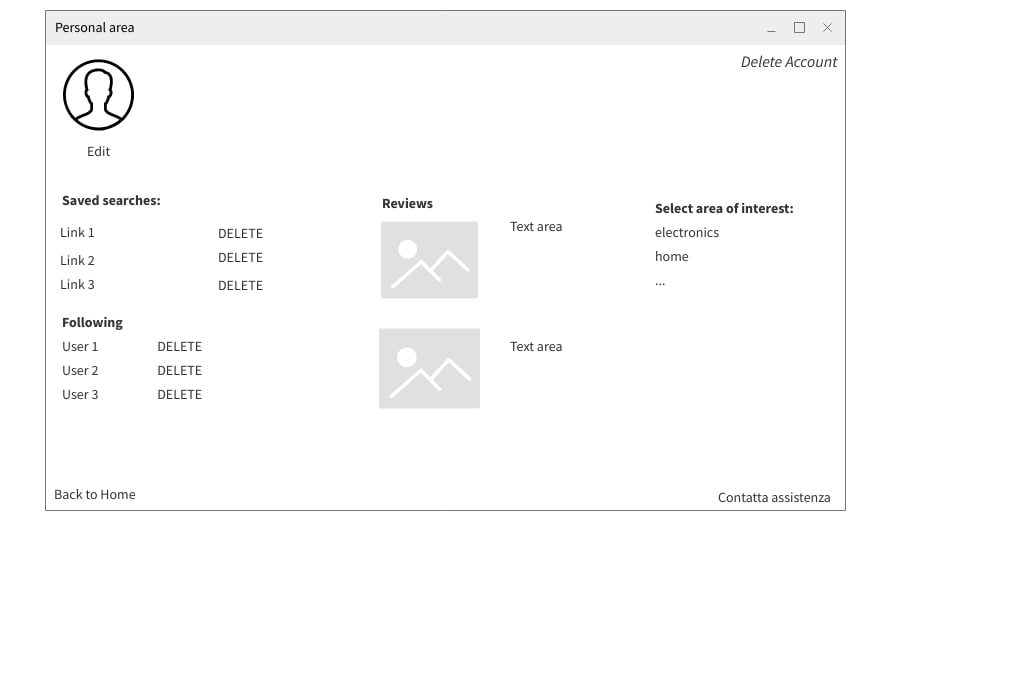 Personal area
Delete Account
Edit
Saved searches:
Link 1 DELETE
Link 2 DELETE
Link 3 DELETE
Following
User 1 DELETE
User 2 DELETE
User 3 DELETE
Reviews
Text area
Text area
Select area of interest:
electronics
home
...
Back to Home
Contatta assistenza